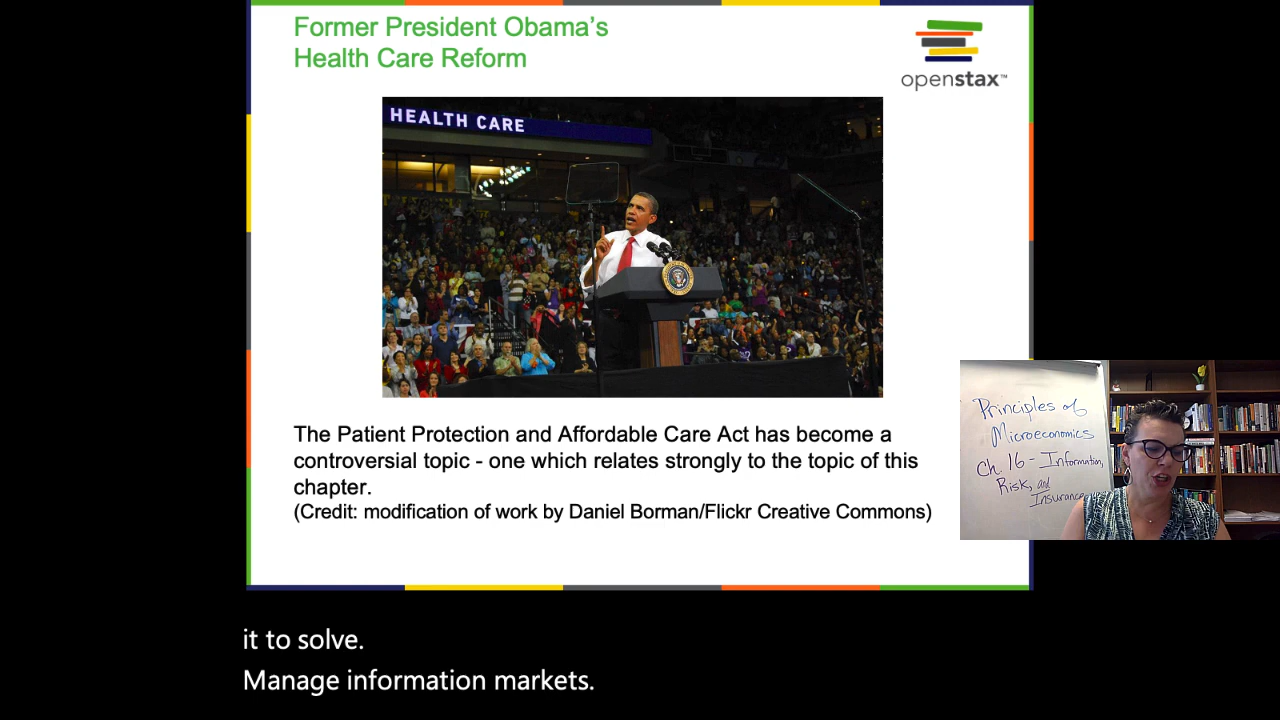 Former President Obama’s
Health Care Reform
openstax™
HEALTH CARE
The Patient Protection and Affordable Care Act has become a
controversial topic - one which relates strongly to the topic of this
chapter.
(Credit: modification of work by Daniel Borman/Flickr Creative Commons)
Principles of
Microeconomics
Ch. 16 - Information,
Risk, and
Insurance
it to solve.
Manage information markets.